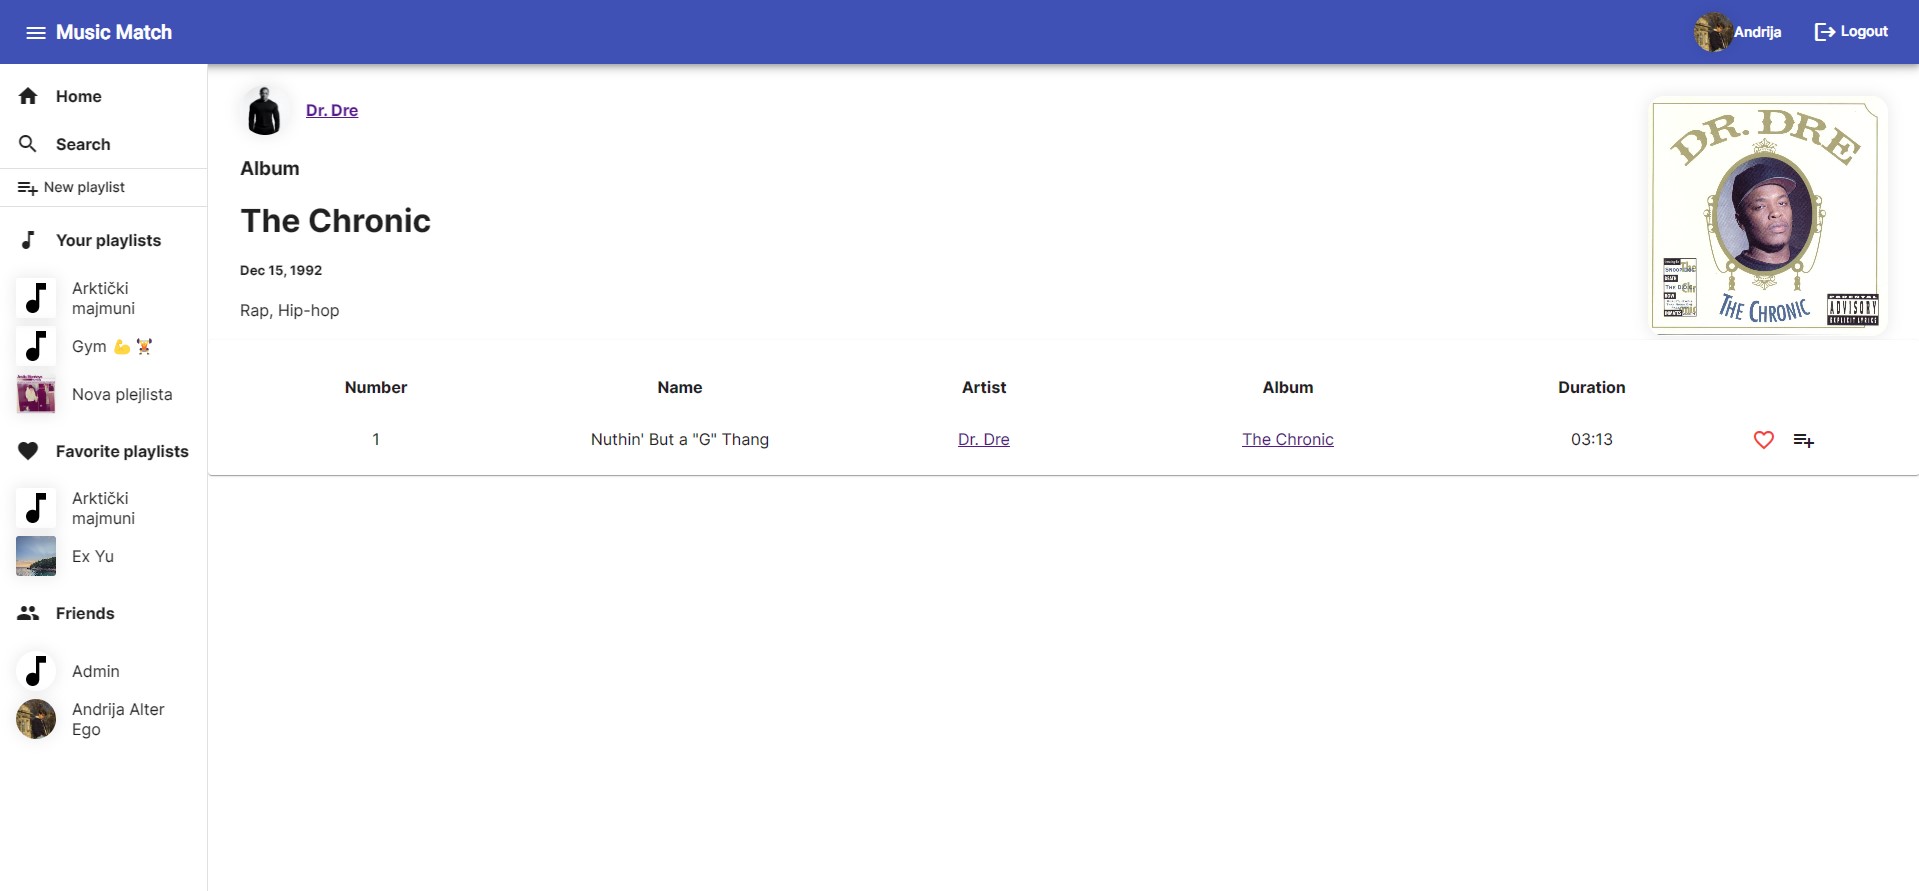 Music Match
Andrija
Logout
Home
Search
New playlist
Your playlists
Arktički
majmuni
Gym 💪 🏋
Nova plejlista
Favorite playlists
Arktički
majmuni
Ex Yu
Friends
Admin
Andrija Alter
Ego
Dr. Dre
Album
The Chronic
Dec 15, 1992
Rap, Hip-hop
DR. DRE
THE CHRONIC
PARENTAL
ADVISORY
EXPLICIT LYRICS
Number Name Artist Album Duration
1 Nuthin' But a "G" Thang Dr. Dre The Chronic 03:13